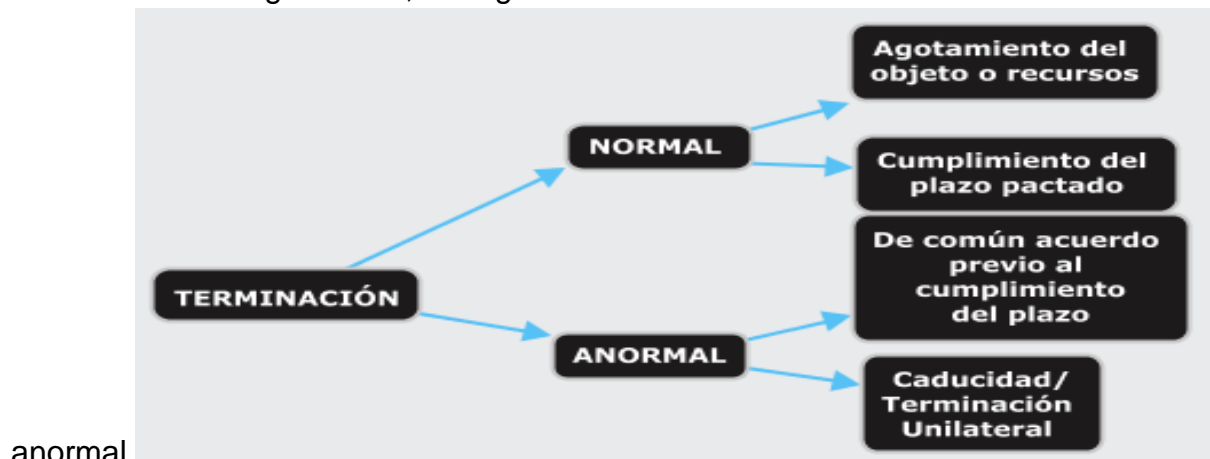 Agotamiento del
objeto o recursos
NORMAL
Cumplimiento del
plazo pactado
De común acuerdo
previo al
cumplimiento
del plazo
TERMINACIÓN
ANORMAL
Caducidad/
Terminación
Unilateral
anormal